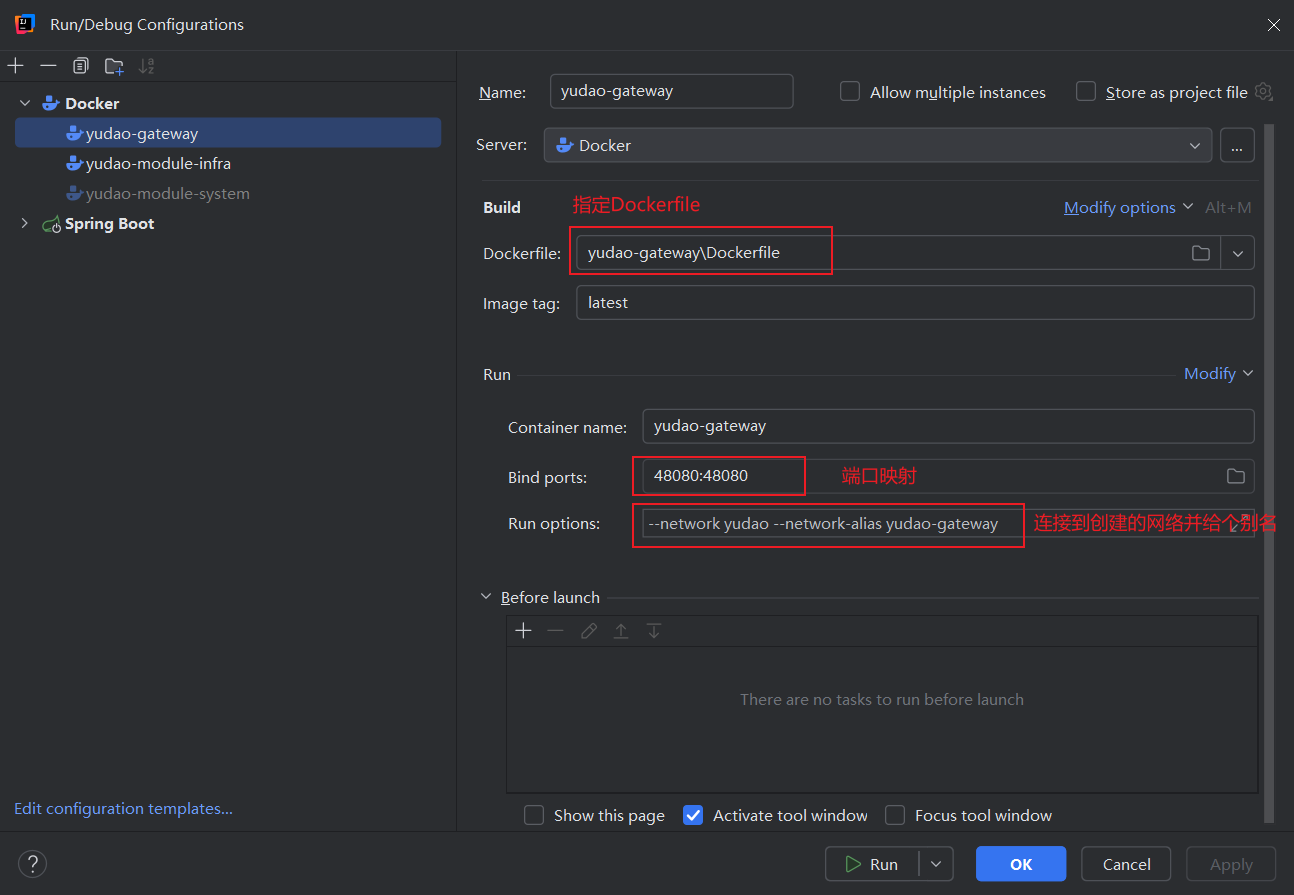 Run/Debug Configurations
Docker
yudao-gateway
yudao-module-infra
yudao-module-system
Spring Boot
Edit configuration templates...
Name: yudao-gateway Allow multiple instances Store as project file
Server: Docker ...
Build 指定Dockerfile Modify options Alt+M
Dockerfile: yudao-gateway\Dockerfile
Image tag: latest
Run Modify
Container name: yudao-gateway
Bind ports: 48080:48080 端口映射
Run options: --network yudao --network-alias yudao-gateway 连接到创建的网络并给个别名
Before launch
There are no tasks to run before launch
Show this page Activate tool window Focus tool window
? Run OK Cancel Apply